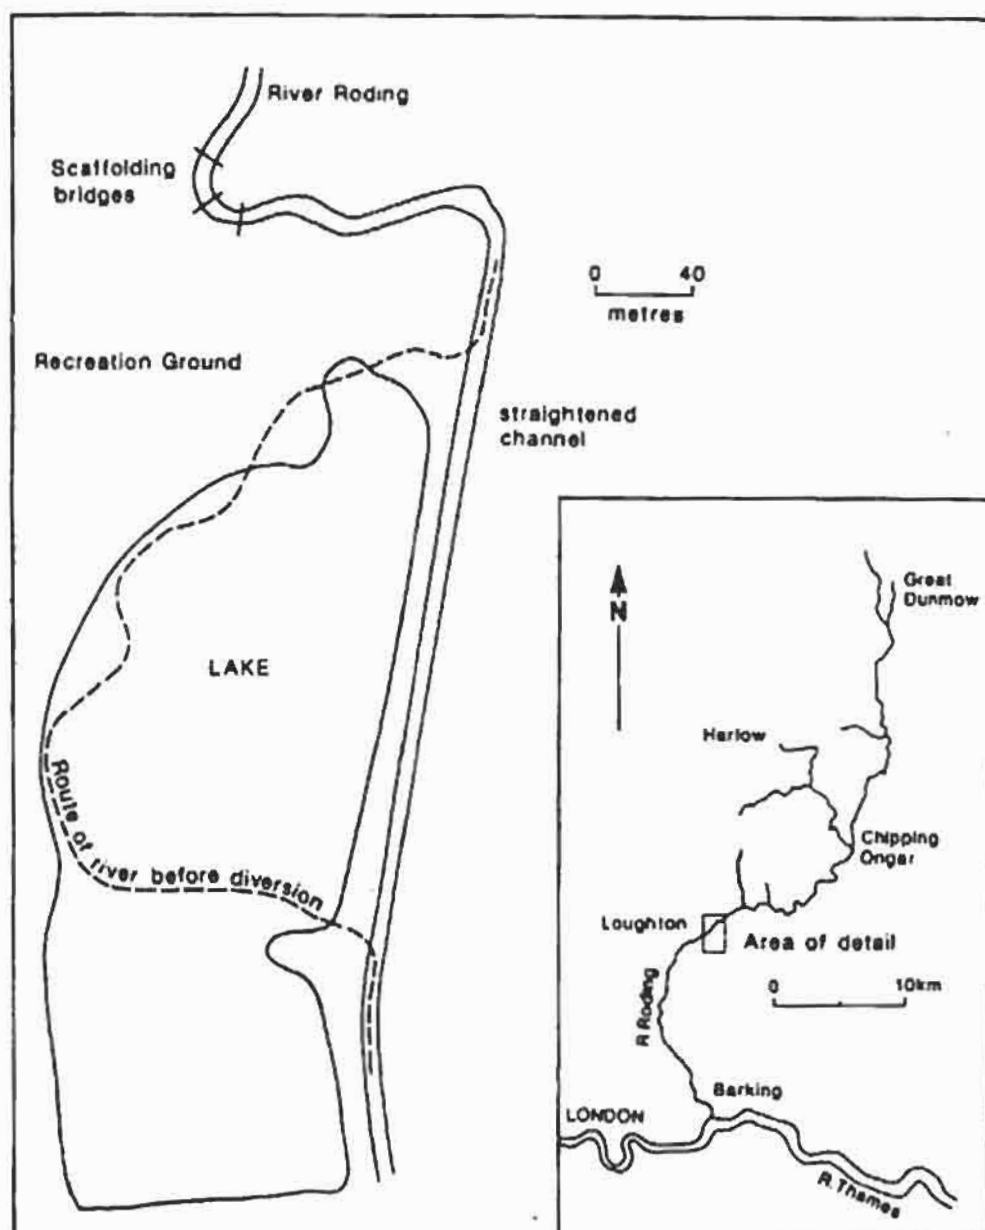 River Roding
Scaffolding
bridges
0 40
metres
Recreation Ground
straightened
channel
LAKE
Route of river before diversion
N
Great
Dunmow
Harlow
Chipping
Ongar
Loughton
Area of detail
0 10km
R Roding
Barking
LONDON
R. Thames